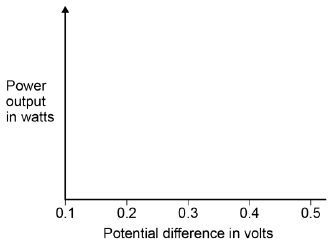 Power
output
in watts
0.1 0.2 0.3 0.4 0.5
Potential difference in volts